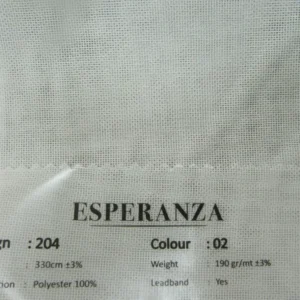 ESPERANZA
gn : 204 Colour : 02
: 330cm ±3% Weight : 190 gr/mt ±3%
tion : Polyester 100% Leadband : Yes